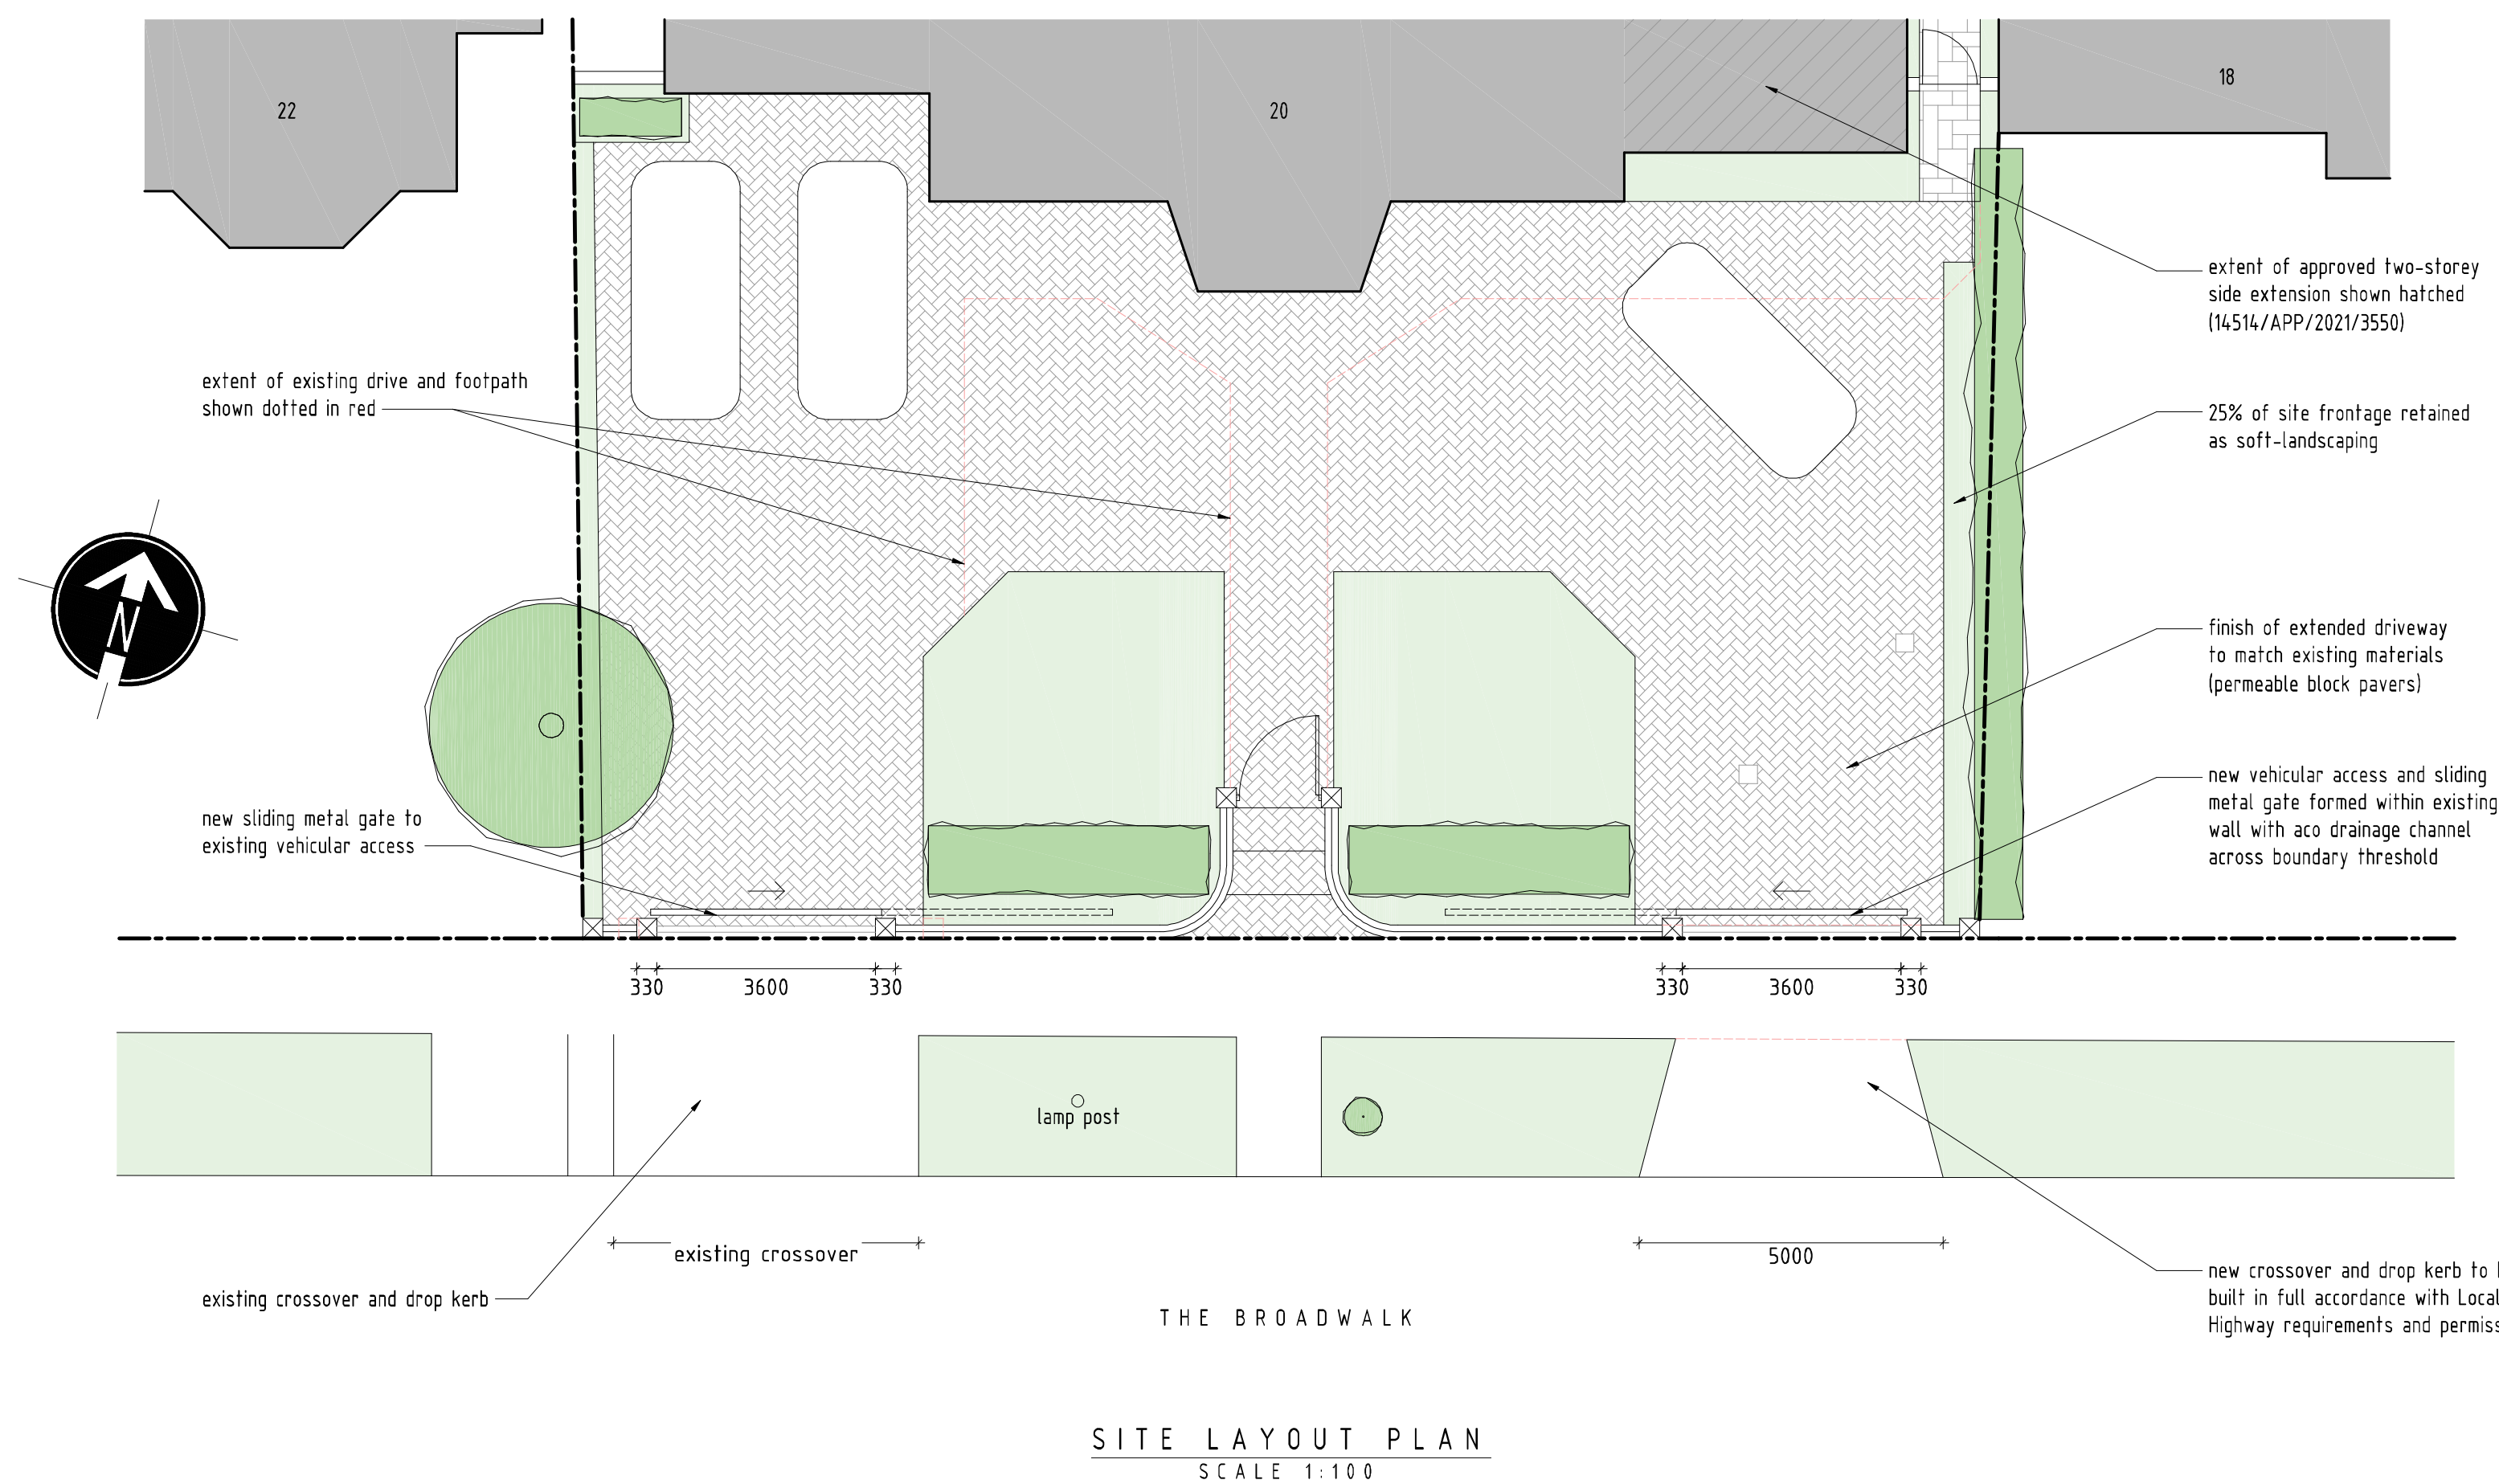 22
20
18
extent of approved two-storey
side extension shown hatched
(14514/APP/2021/3550)
extent of existing drive and footpath
shown dotted in red
25% of site frontage retained
as soft-landscaping
N
finish of extended driveway
to match existing materials
(permeable block pavers)
new sliding metal gate to
existing vehicular access
new vehicular access and sliding
metal gate formed within existing
wall with aco drainage channel
across boundary threshold
330 3600 330
330 3600 330
lamp post
existing crossover
5000
existing crossover and drop kerb
new crossover and drop kerb to
built in full accordance with Local
Highway requirements and
THE BROADWALK
SITE LAYOUT PLAN
SCALE 1:100